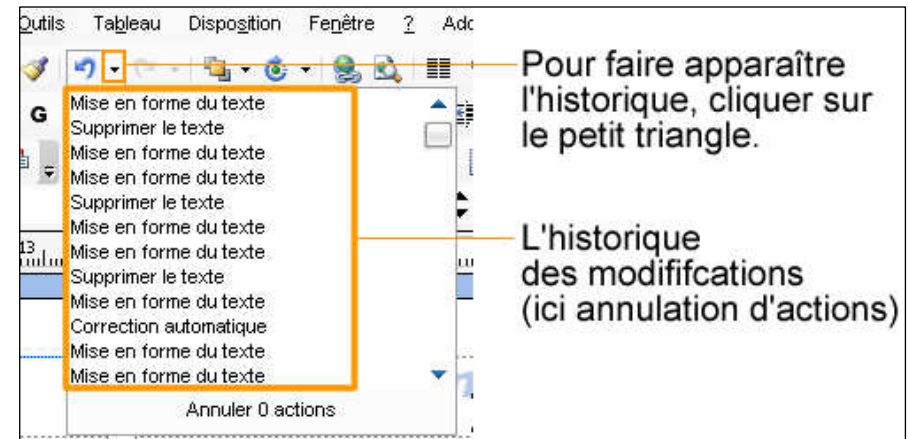 Outils Tableau Disposition Fenêtre ?
Pour faire apparaître
l'historique, cliquer sur
le petit triangle.
G
Mise en forme du texte
Supprimer le texte
Mise en forme du texte
Mise en forme du texte
Supprimer le texte
Mise en forme du texte
Mise en forme du texte
Supprimer le texte
Mise en forme du texte
Correction automatique
Mise en forme du texte
Mise en forme du texte
Annuler 0 actions
13
L'historique
des modififcations
(ici annulation d'actions)